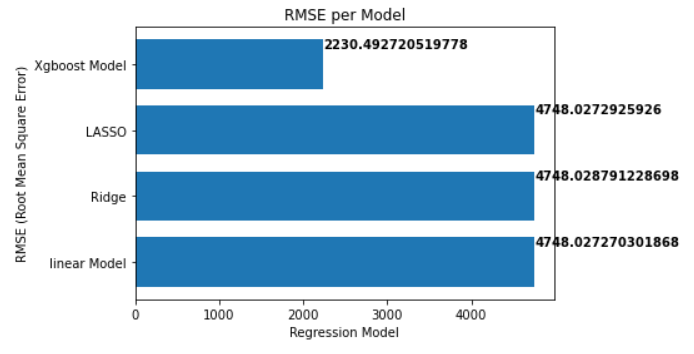 RMSE per Model
RMSE (Root Mean Square Error)
Xgboost Model
2230.492720519778
LASSO
4748.0272925926
Ridge
4748.028791228698
linear Model
4748.027270301868
0 1000 2000 3000 4000
Regression Model